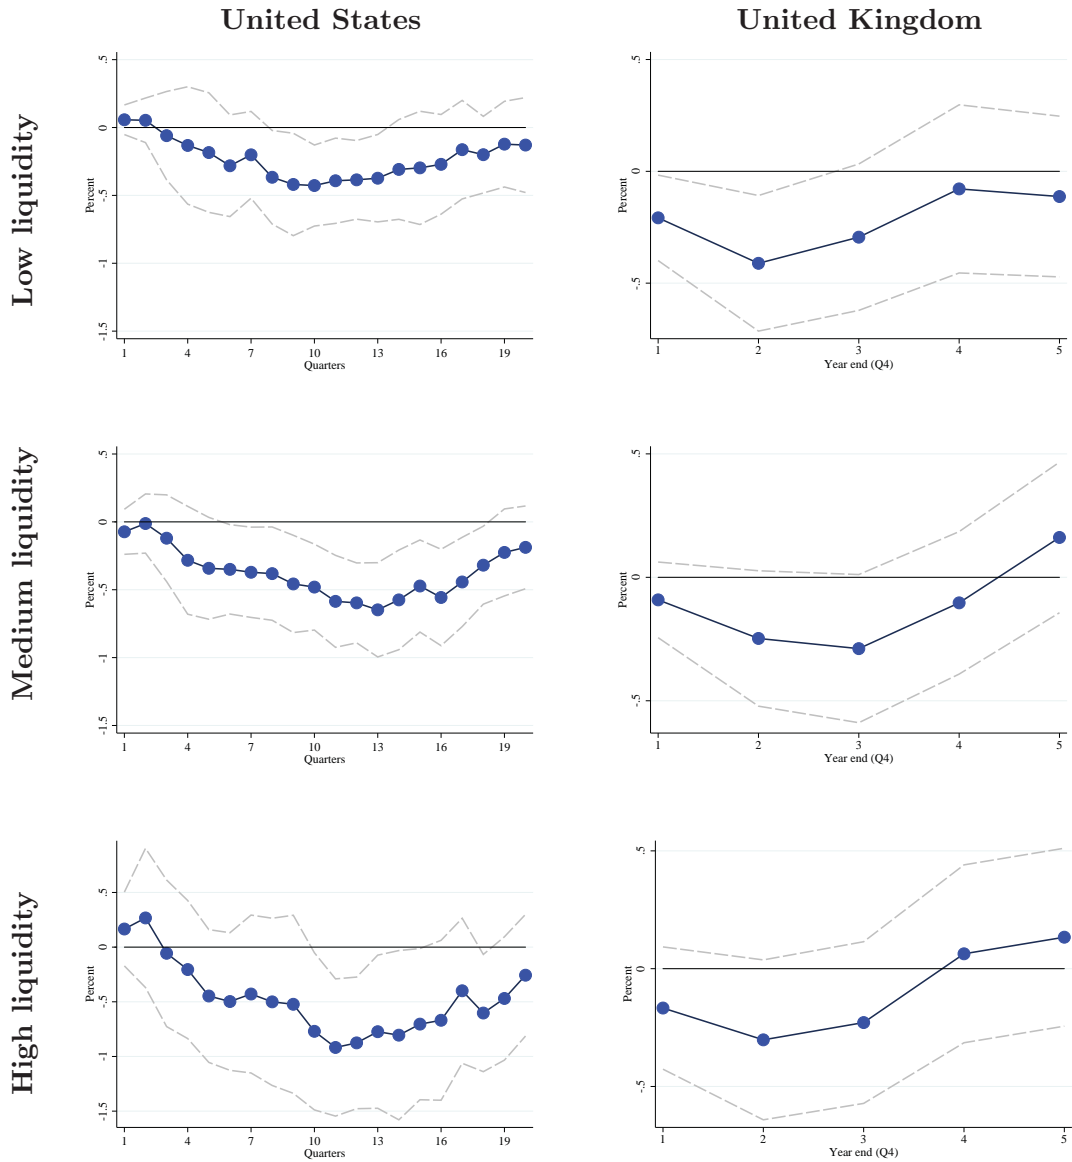 United States
United Kingdom
Low liquidity
Percent
.5
0
-.5
-1
-1.5
1 4 7 10 13 16 19
Quarters
Percent
.5
0
-.5
1 2 3 4 5
Year end (Q4)
Medium liquidity
Percent
.5
0
-.5
-1
-1.5
1 4 7 10 13 16 19
Quarters
Percent
.5
0
-.5
1 2 3 4 5
Year end (Q4)
High liquidity
Percent
.5
0
-.5
-1
-1.5
1 4 7 10 13 16 19
Quarters
Percent
.5
0
-.5
1 2 3 4 5
Year end (Q4)